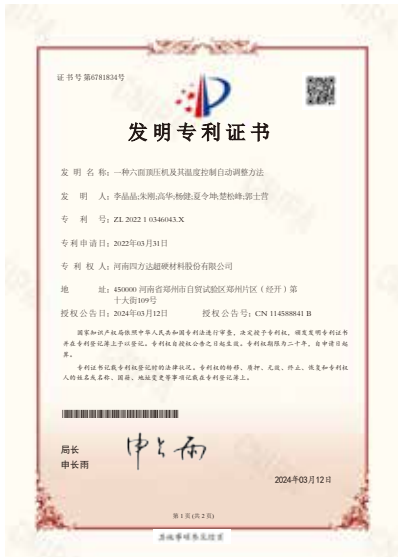 证书号第6781834号
发明专利证书
发 明 名 称：一种六面顶压机及其温度控制自动调整方法
发 明 人：李晶晶;朱刚;高华;杨健;夏令坤;楚松峰;郭士营
专 利 号：ZL 2022 1 0346043.X
专利申请日：2022年03月31日
专 利 权 人：河南四方达超硬材料股份有限公司
地 址：450000 河南省郑州市自贸试验区郑州片区（经开）第
十大街109号
授权公告日：2024年03月12日 授权公告号：CN 114588841 B
国家知识产权局依照中华人民共和国专利法进行审查，决定授予专利权，颁发发明专利证书
并在专利登记簿上予以登记。专利权自授权公告之日起生效。专利权期限为二十年，自申请日起
算。
专利证书记载专利权登记时的法律状况。专利权的转移、质押、无效、终止、恢复和专利权
人的姓名或名称、国籍、地址变更等事项记载在专利登记簿上。
局长
申长雨
申长雨
2024年03月12日
第 1 页 (共 2 页)
其他事项参见续页